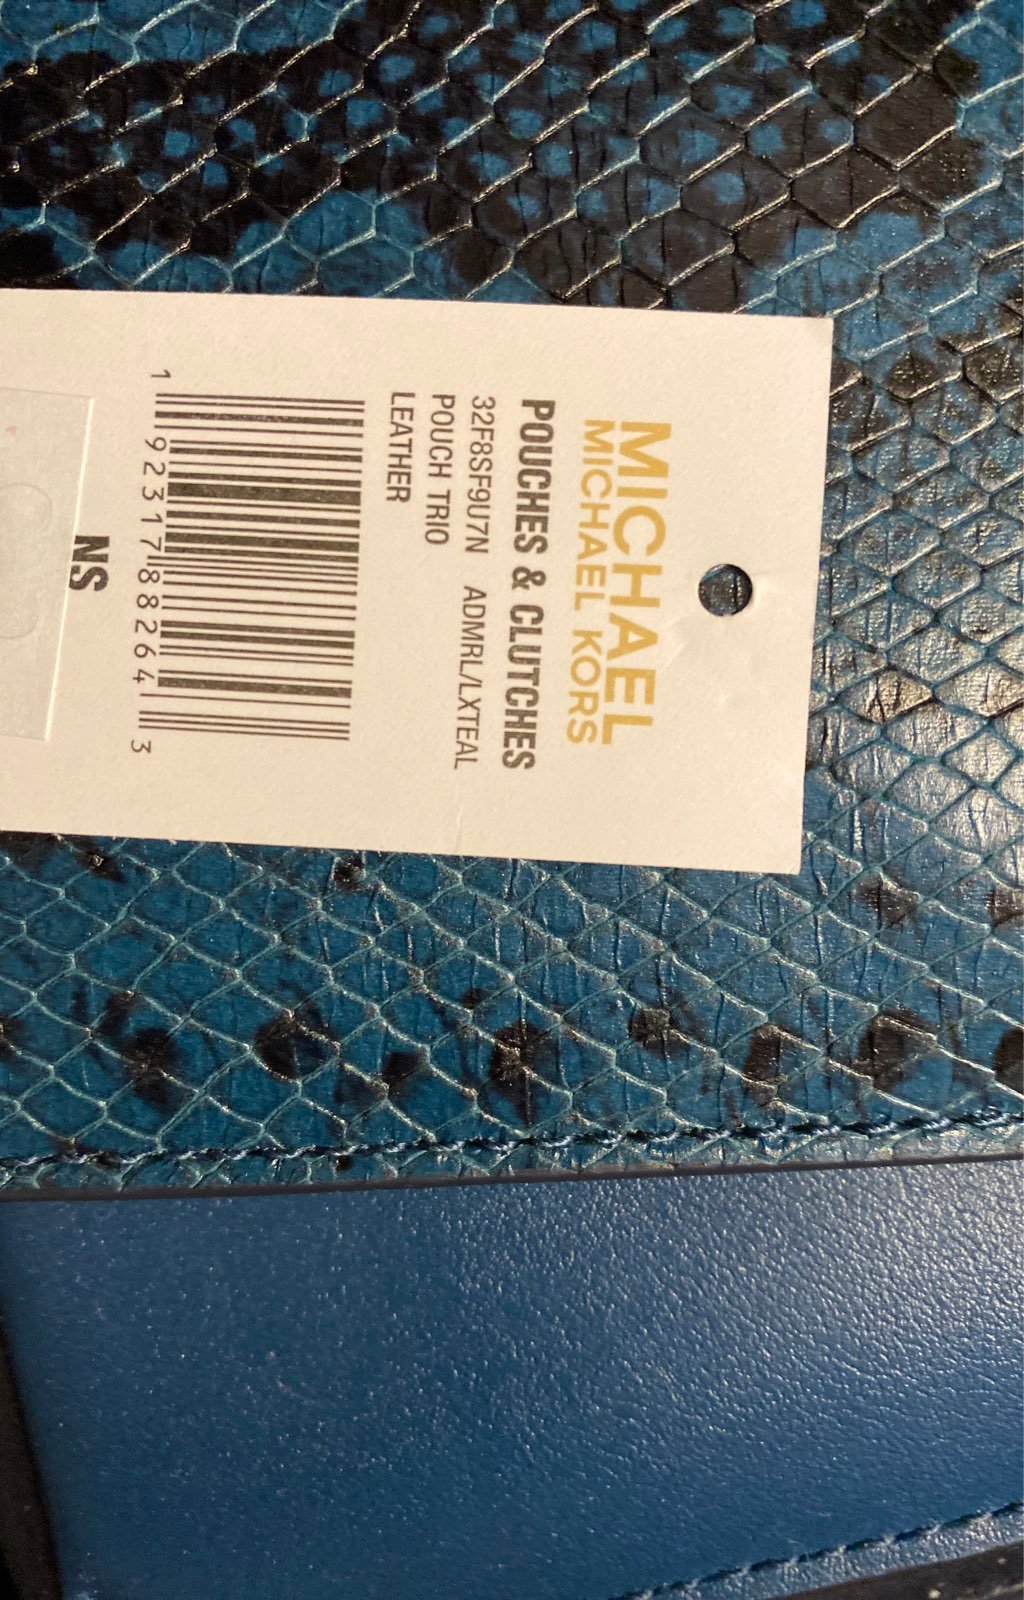 MICHAEL
MICHAEL KORS
POUCHES & CLUTCHES
32F8SF9U7N ADMRL/LXTEAL
POUCH TRIO
LEATHER
1 92317 88264 3
NS